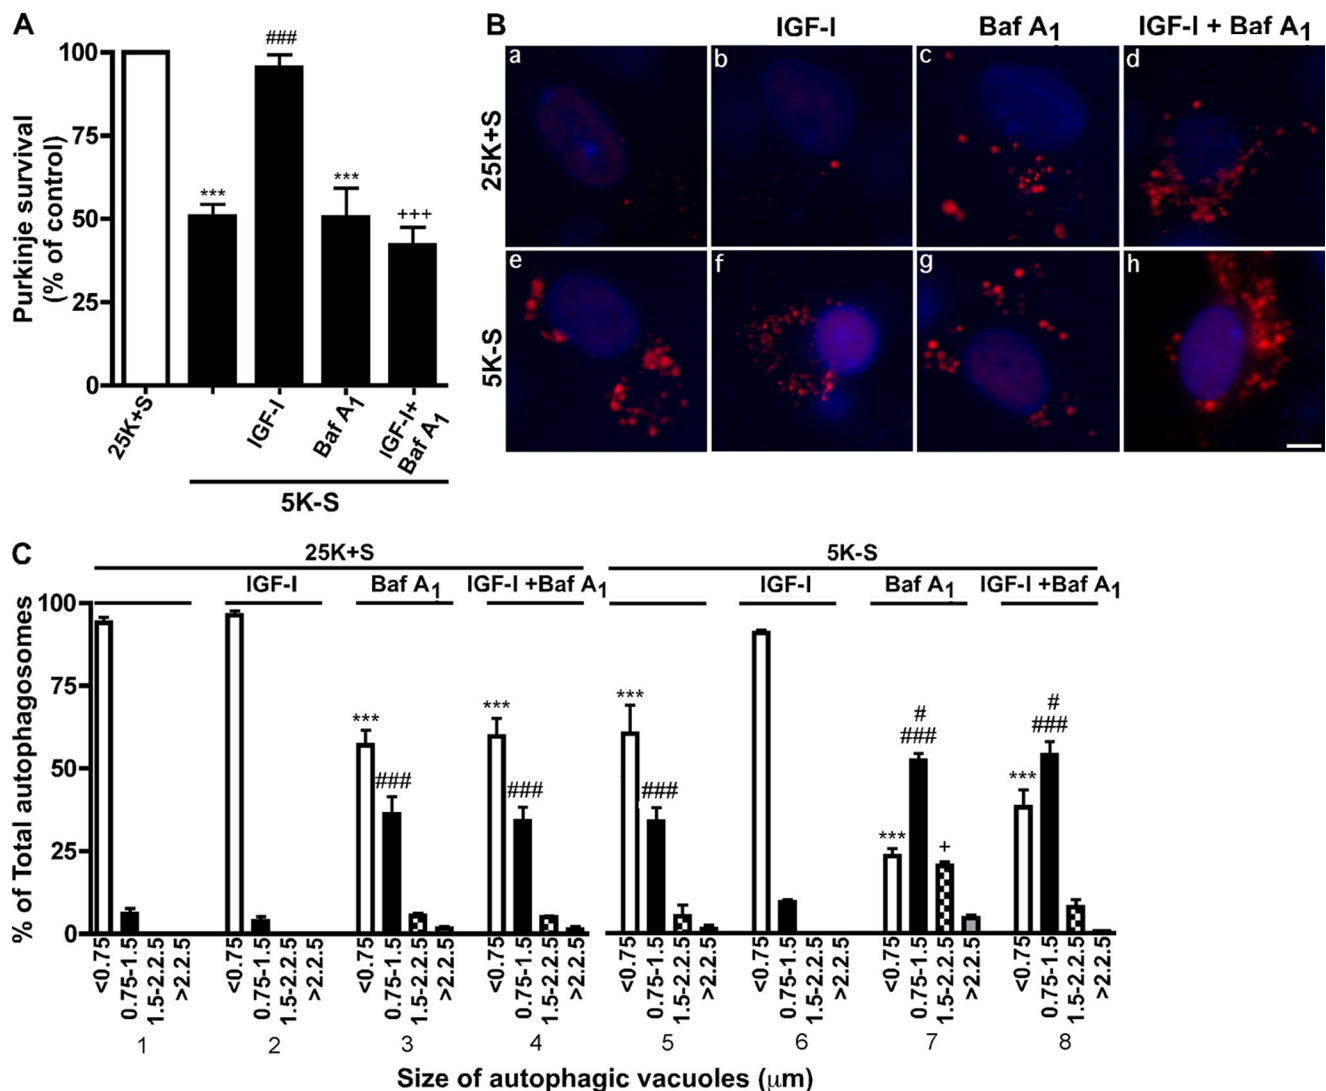 A
Purkinje survival
(% of control)
100
75
50
25
0
###
***
***
+++
25K+S
IGF-I
Baf A1
IGF-I+
Baf A1
5K-S
B
IGF-I
Baf A1
IGF-I + Baf A1
25K+S
5K-S
a
b
c
d
e
f
g
h
C
25K+S
5K-S
IGF-I
Baf A1
IGF-I +Baf A1
IGF-I
Baf A1
IGF-I +Baf A1
% of Total autophagosomes
100
75
50
25
0
***
###
***
###
***
###
***
#
###
+
***
#
###
<0.75
0.75-1.5
1.5-2.2.5
>2.2.5
<0.75
0.75-1.5
1.5-2.2.5
>2.2.5
<0.75
0.75-1.5
1.5-2.2.5
>2.2.5
<0.75
0.75-1.5
1.5-2.2.5
>2.2.5
<0.75
0.75-1.5
1.5-2.2.5
>2.2.5
<0.75
0.75-1.5
1.5-2.2.5
>2.2.5
<0.75
0.75-1.5
1.5-2.2.5
>2.2.5
<0.75
0.75-1.5
1.5-2.2.5
>2.2.5
1 2 3 4 5 6 7 8
Size of autophagic vacuoles (μm)